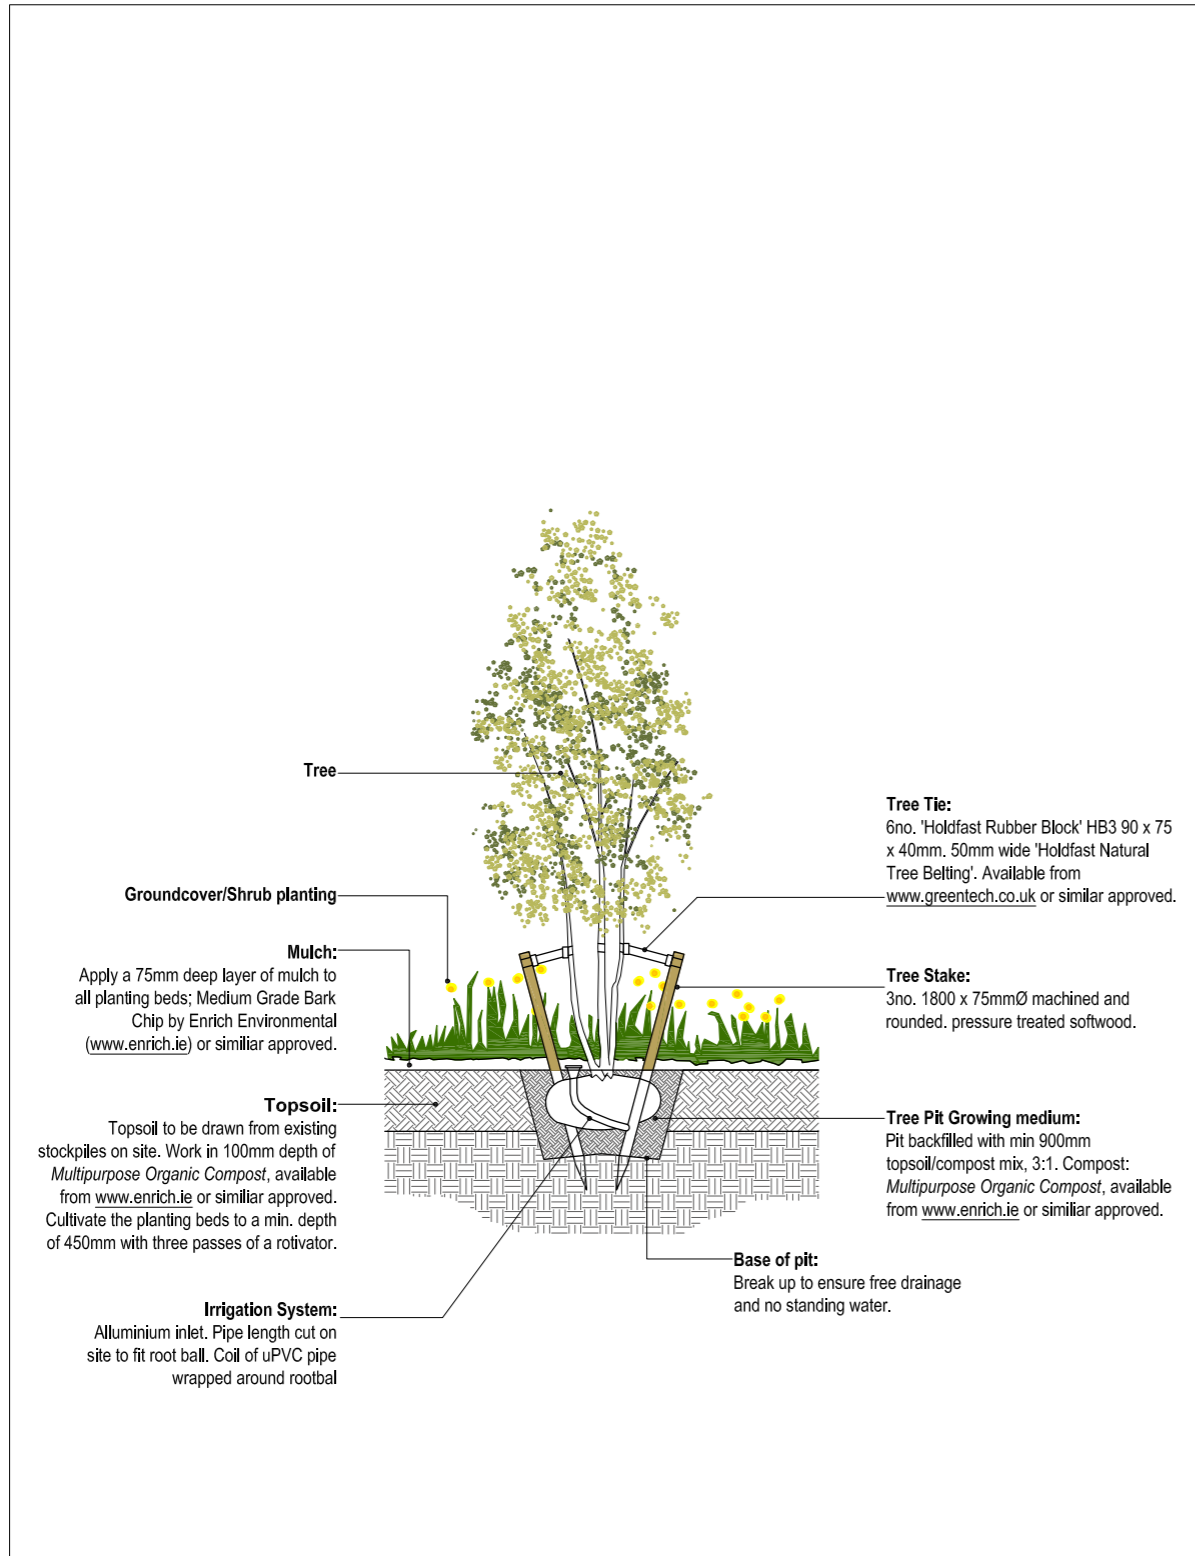 Tree
Groundcover/Shrub planting
Mulch:
Apply a 75mm deep layer of mulch to
all planting beds; Medium Grade Bark
Chip by Enrich Environmental
(www.enrich.ie) or similiar approved.
Topsoil:
Topsoil to be drawn from existing
stockpiles on site. Work in 100mm depth of
Multipurpose Organic Compost, available
from www.enrich.ie or similiar approved.
Cultivate the planting beds to a min. depth
of 450mm with three passes of a rotivator.
Irrigation System:
Alluminium inlet. Pipe length cut on
site to fit root ball. Coil of uPVC pipe
wrapped around rootbal
Tree Tie:
6no. 'Holdfast Rubber Block' HB3 90 x 75
x 40mm. 50mm wide 'Holdfast Natural
Tree Belting'. Available from
www.greentech.co.uk or similar approved.
Tree Stake:
3no. 1800 x 75mmØ machined and
rounded. pressure treated softwood.
Tree Pit Growing medium:
Pit backfilled with min 900mm
topsoil/compost mix, 3:1. Compost:
Multipurpose Organic Compost, available
from www.enrich.ie or similiar approved.
Base of pit:
Break up to ensure free drainage
and no standing water.